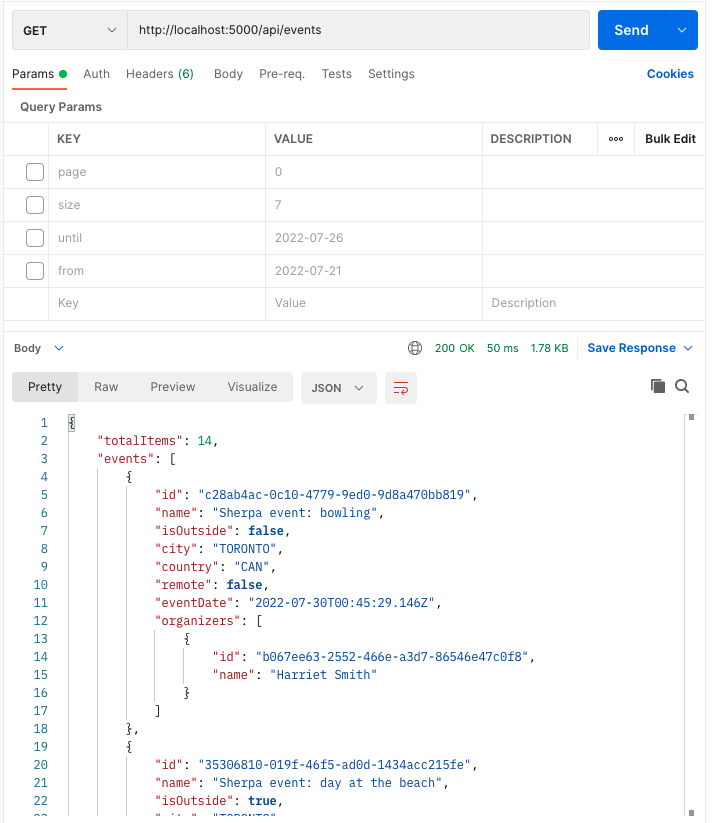 GET http://localhost:5000/api/events Send
Params Auth Headers (6) Body Pre-req. Tests Settings Cookies
Query Params
KEY VALUE DESCRIPTION ooo Bulk Edit
page 0
size 7
until 2022-07-26
from 2022-07-21
Key Value Description
Body 200 OK 50 ms 1.78 KB Save Response
Pretty Raw Preview Visualize JSON
1 {
2 "totalItems": 14,
3 "events": [
4 {
5 "id": "c28ab4ac-0c10-4779-9ed0-9d8a470bb819",
6 "name": "Sherpa event: bowling",
7 "isOutside": false,
8 "city": "TORONTO",
9 "country": "CAN",
10 "remote": false,
11 "eventDate": "2022-07-30T00:45:29.146Z",
12 "organizers": [
13 {
14 "id": "b067ee63-2552-466e-a3d7-86546e47c0f8",
15 "name": "Harriet Smith"
16 }
17 ]
18 },
19 {
20 "id": "35306810-019f-46f5-ad0d-1434acc215fe",
21 "name": "Sherpa event: day at the beach",
22 "isOutside": true,
23 "city": "TORONTO"